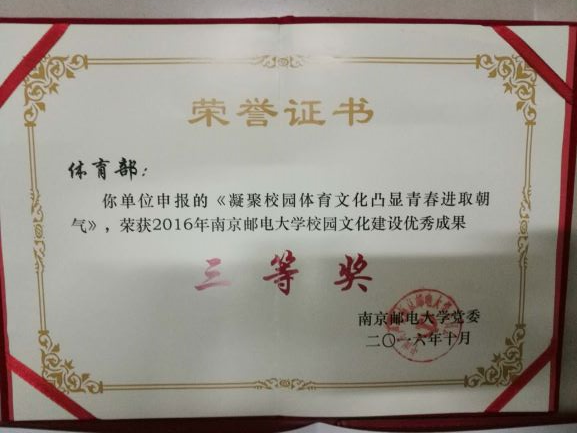 荣誉证书
体育部：
你单位申报的《凝聚校园体育文化凸显青春进取朝
气》，荣获2016年南京邮电大学校园文化建设优秀成果
三等奖
南京邮电大学党委
二〇一六年十月